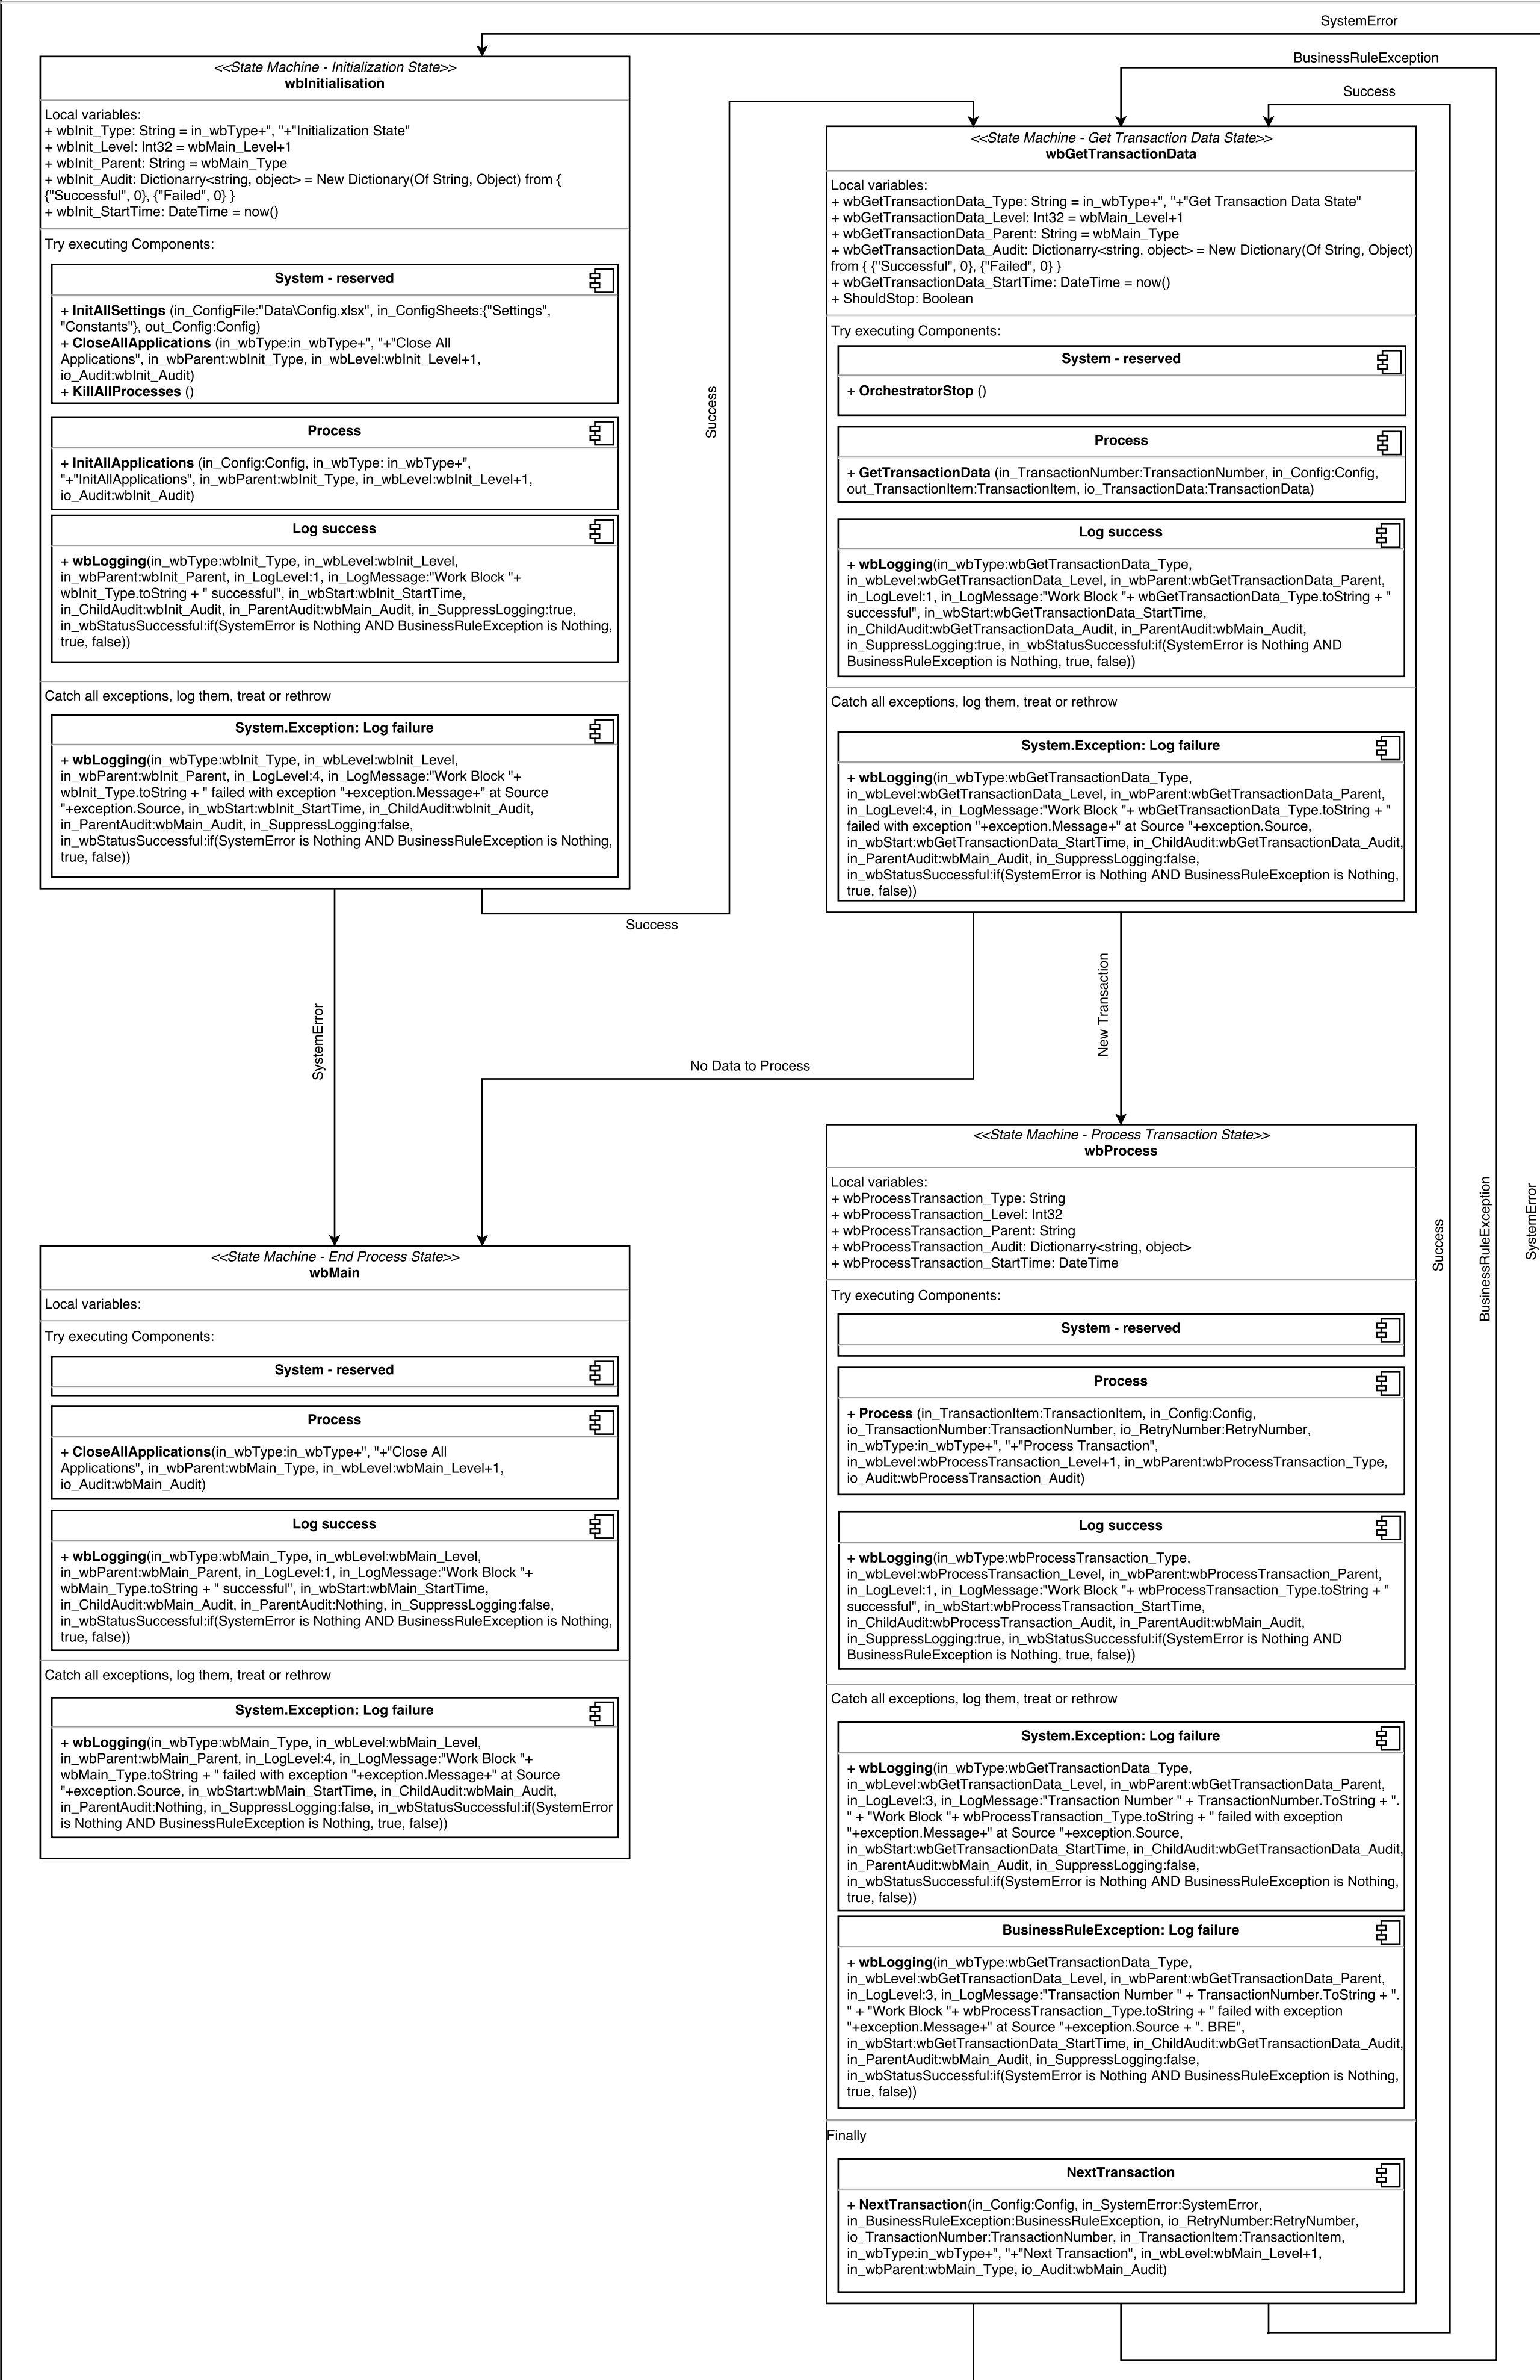 SystemError
BusinessRuleException
Success
<<State Machine - Initialization State>>
wbInitialisation
Local variables:
+ wbInit_Type: String = in_wbType+", "+"Initialization State"
+ wbInit_Level: Int32 = wbMain_Level+1
+ wbInit_Parent: String = wbMain_Type
+ wbInit_Audit: Dictionarry<string, object> = New Dictionary(Of String, Object) from {
{"Successful", 0}, {"Failed", 0} }
+ wbInit_StartTime: DateTime = now()
Try executing Components:
System - reserved
+ InitAllSettings (in_ConfigFile:"Data\Config.xlsx", in_ConfigSheets:{"Settings",
"Constants"}, out_Config:Config)
+ CloseAllApplications (in_wbType:in_wbType+", "+"Close All
Applications", in_wbParent:wbInit_Type, in_wbLevel:wbInit_Level+1,
io_Audit:wbInit_Audit)
+ KillAllProcesses ()
Process
+ InitAllApplications (in_Config:Config, in_wbType: in_wbType+",
"+"InitAllApplications", in_wbParent:wbInit_Type, in_wbLevel:wbInit_Level+1,
io_Audit:wbInit_Audit)
Log success
+ wbLogging(in_wbType:wbInit_Type, in_wbLevel:wbInit_Level,
in_wbParent:wbInit_Parent, in_LogLevel:1, in_LogMessage:"Work Block "+
wbInit_Type.toString + " successful", in_wbStart:wbInit_StartTime,
in_ChildAudit:wbInit_Audit, in_ParentAudit:wbMain_Audit, in_SuppressLogging:true,
in_wbStatusSuccessful:if(SystemError is Nothing AND BusinessRuleException is Nothing,
true, false))
Catch all exceptions, log them, treat or rethrow
System.Exception: Log failure
+ wbLogging(in_wbType:wbInit_Type, in_wbLevel:wbInit_Level,
in_wbParent:wbInit_Parent, in_LogLevel:4, in_LogMessage:"Work Block "+
wbInit_Type.toString + " failed with exception "+exception.Message+" at Source
"+exception.Source, in_wbStart:wbInit_StartTime, in_ChildAudit:wbInit_Audit,
in_ParentAudit:wbMain_Audit, in_SuppressLogging:false,
in_wbStatusSuccessful:if(SystemError is Nothing AND BusinessRuleException is Nothing,
true, false))
Success
Success
<<State Machine - Get Transaction Data State>>
wbGetTransactionData
Local variables:
+ wbGetTransactionData_Type: String = in_wbType+", "+"Get Transaction Data State"
+ wbGetTransactionData_Level: Int32 = wbMain_Level+1
+ wbGetTransactionData_Parent: String = wbMain_Type
+ wbGetTransactionData_Audit: Dictionarry<string, object> = New Dictionary(Of String, Object)
from { {"Successful", 0}, {"Failed", 0} }
+ wbGetTransactionData_StartTime: DateTime = now()
+ ShouldStop: Boolean
Try executing Components:
System - reserved
+ OrchestratorStop ()
Process
+ GetTransactionData (in_TransactionNumber:TransactionNumber, in_Config:Config,
out_TransactionItem:TransactionItem, io_TransactionData:TransactionData)
Log success
+ wbLogging(in_wbType:wbGetTransactionData_Type,
in_wbLevel:wbGetTransactionData_Level, in_wbParent:wbGetTransactionData_Parent,
in_LogLevel:1, in_LogMessage:"Work Block "+ wbGetTransactionData_Type.toString + "
successful", in_wbStart:wbGetTransactionData_StartTime,
in_ChildAudit:wbGetTransactionData_Audit, in_ParentAudit:wbMain_Audit,
in_SuppressLogging:true, in_wbStatusSuccessful:if(SystemError is Nothing AND
BusinessRuleException is Nothing, true, false))
Catch all exceptions, log them, treat or rethrow
System.Exception: Log failure
+ wbLogging(in_wbType:wbGetTransactionData_Type,
in_wbLevel:wbGetTransactionData_Level, in_wbParent:wbGetTransactionData_Parent,
in_LogLevel:4, in_LogMessage:"Work Block "+ wbGetTransactionData_Type.toString + "
failed with exception "+exception.Message+" at Source "+exception.Source,
in_wbStart:wbGetTransactionData_StartTime, in_ChildAudit:wbGetTransactionData_Audit,
in_ParentAudit:wbMain_Audit, in_SuppressLogging:false,
in_wbStatusSuccessful:if(SystemError is Nothing AND BusinessRuleException is Nothing,
true, false))
SystemError
No Data to Process
New Transaction
<<State Machine - End Process State>>
wbMain
Local variables:
Try executing Components:
System - reserved
Process
+ CloseAllApplications(in_wbType:in_wbType+", "+"Close All
Applications", in_wbParent:wbMain_Type, in_wbLevel:wbMain_Level+1,
io_Audit:wbMain_Audit)
Log success
+ wbLogging(in_wbType:wbMain_Type, in_wbLevel:wbMain_Level,
in_wbParent:wbMain_Parent, in_LogLevel:1, in_LogMessage:"Work Block "+
wbMain_Type.toString + " successful", in_wbStart:wbMain_StartTime,
in_ChildAudit:wbMain_Audit, in_ParentAudit:Nothing, in_SuppressLogging:false,
in_wbStatusSuccessful:if(SystemError is Nothing AND BusinessRuleException is Nothing,
true, false))
Catch all exceptions, log them, treat or rethrow
System.Exception: Log failure
+ wbLogging(in_wbType:wbMain_Type, in_wbLevel:wbMain_Level,
in_wbParent:wbMain_Parent, in_LogLevel:4, in_LogMessage:"Work Block "+
wbMain_Type.toString + " failed with exception "+exception.Message+" at Source
"+exception.Source, in_wbStart:wbMain_StartTime, in_ChildAudit:wbMain_Audit,
in_ParentAudit:Nothing, in_SuppressLogging:false, in_wbStatusSuccessful:if(SystemError
is Nothing AND BusinessRuleException is Nothing, true, false))
<<State Machine - Process Transaction State>>
wbProcess
Local variables:
+ wbProcessTransaction_Type: String
+ wbProcessTransaction_Level: Int32
+ wbProcessTransaction_Parent: String
+ wbProcessTransaction_Audit: Dictionarry<string, object>
+ wbProcessTransaction_StartTime: DateTime
Try executing Components:
System - reserved
Process
+ Process (in_TransactionItem:TransactionItem, in_Config:Config,
io_TransactionNumber:TransactionNumber, io_RetryNumber:RetryNumber,
in_wbType:in_wbType+", "+"Process Transaction",
in_wbLevel:wbProcessTransaction_Level+1, in_wbParent:wbProcessTransaction_Type,
io_Audit:wbProcessTransaction_Audit)
Log success
+ wbLogging(in_wbType:wbProcessTransaction_Type,
in_wbLevel:wbProcessTransaction_Level, in_wbParent:wbProcessTransaction_Parent,
in_LogLevel:1, in_LogMessage:"Work Block "+ wbProcessTransaction_Type.toString + "
successful", in_wbStart:wbProcessTransaction_StartTime,
in_ChildAudit:wbProcessTransaction_Audit, in_ParentAudit:wbMain_Audit,
in_SuppressLogging:true, in_wbStatusSuccessful:if(SystemError is Nothing AND
BusinessRuleException is Nothing, true, false))
Catch all exceptions, log them, treat or rethrow
System.Exception: Log failure
+ wbLogging(in_wbType:wbGetTransactionData_Type,
in_wbLevel:wbGetTransactionData_Level, in_wbParent:wbGetTransactionData_Parent,
in_LogLevel:3, in_LogMessage:"Transaction Number " + TransactionNumber.ToString + ".
" + "Work Block "+ wbProcessTransaction_Type.toString + " failed with exception
"+exception.Message+" at Source "+exception.Source,
in_wbStart:wbGetTransactionData_StartTime, in_ChildAudit:wbGetTransactionData_Audit,
in_ParentAudit:wbMain_Audit, in_SuppressLogging:false,
in_wbStatusSuccessful:if(SystemError is Nothing AND BusinessRuleException is Nothing,
true, false))
BusinessRuleException: Log failure
+ wbLogging(in_wbType:wbGetTransactionData_Type,
in_wbLevel:wbGetTransactionData_Level, in_wbParent:wbGetTransactionData_Parent,
in_LogLevel:3, in_LogMessage:"Transaction Number " + TransactionNumber.ToString + ".
" + "Work Block "+ wbProcessTransaction_Type.toString + " failed with exception
"+exception.Message+" at Source "+exception.Source + ". BRE",
in_wbStart:wbGetTransactionData_StartTime, in_ChildAudit:wbGetTransactionData_Audit,
in_ParentAudit:wbMain_Audit, in_SuppressLogging:false,
in_wbStatusSuccessful:if(SystemError is Nothing AND BusinessRuleException is Nothing,
true, false))
Finally
NextTransaction
+ NextTransaction(in_Config:Config, in_SystemError:SystemError,
in_BusinessRuleException:BusinessRuleException, io_RetryNumber:RetryNumber,
io_TransactionNumber:TransactionNumber, in_TransactionItem:TransactionItem,
in_wbType:in_wbType+", "+"Next Transaction", in_wbLevel:wbMain_Level+1,
in_wbParent:wbMain_Type, io_Audit:wbMain_Audit)
Success
BusinessRuleException
SystemError